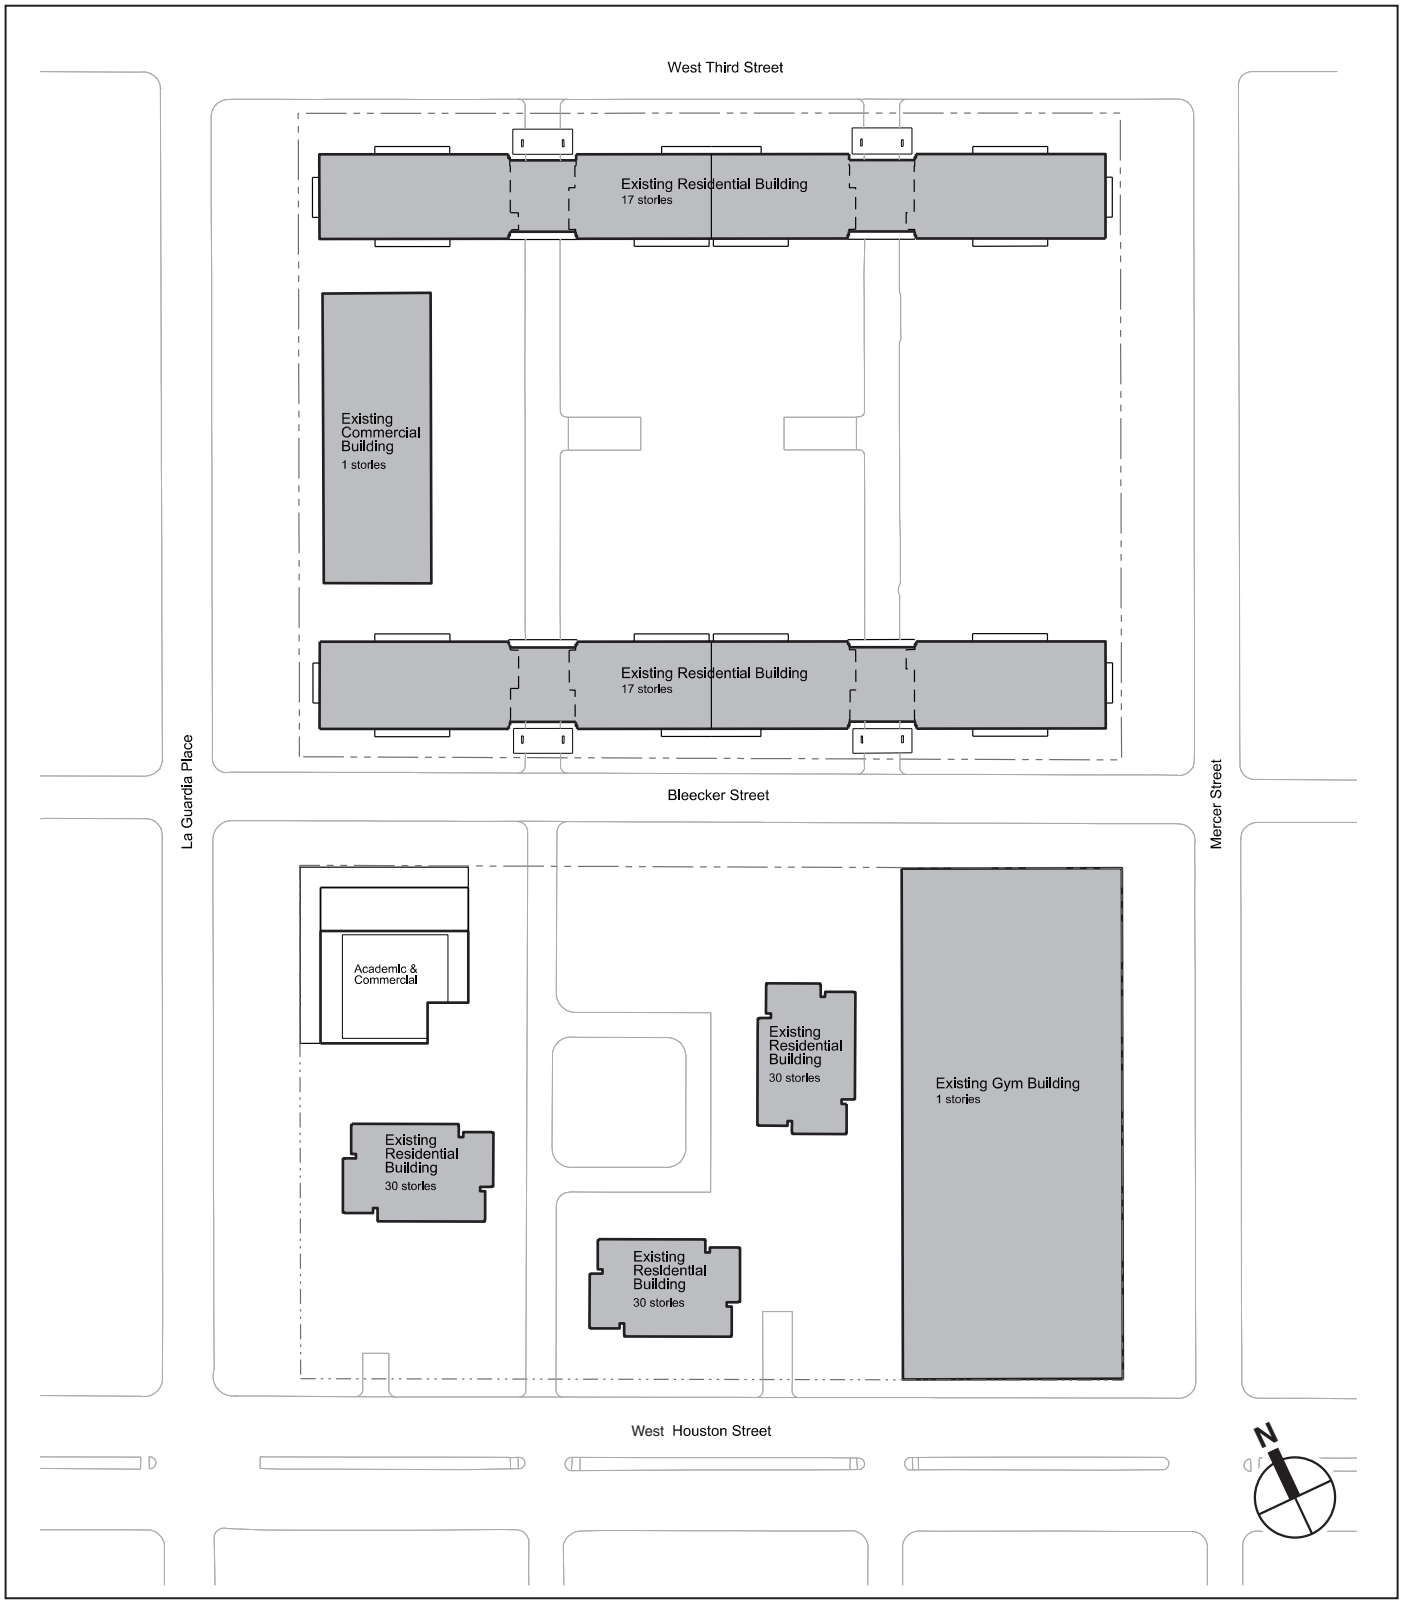 West Third Street
Existing Residential Building
17 stories
Existing
Commercial
Building
1 stories
Existing Residential Building
17 stories
La Guardia Place
Mercer Street
Bleecker Street
Academic &
Commercial
Existing
Residential
Building
30 stories
Existing Gym Building
1 stories
Existing
Residential
Building
30 stories
Existing
Residential
Building
30 stories
West Houston Street
N